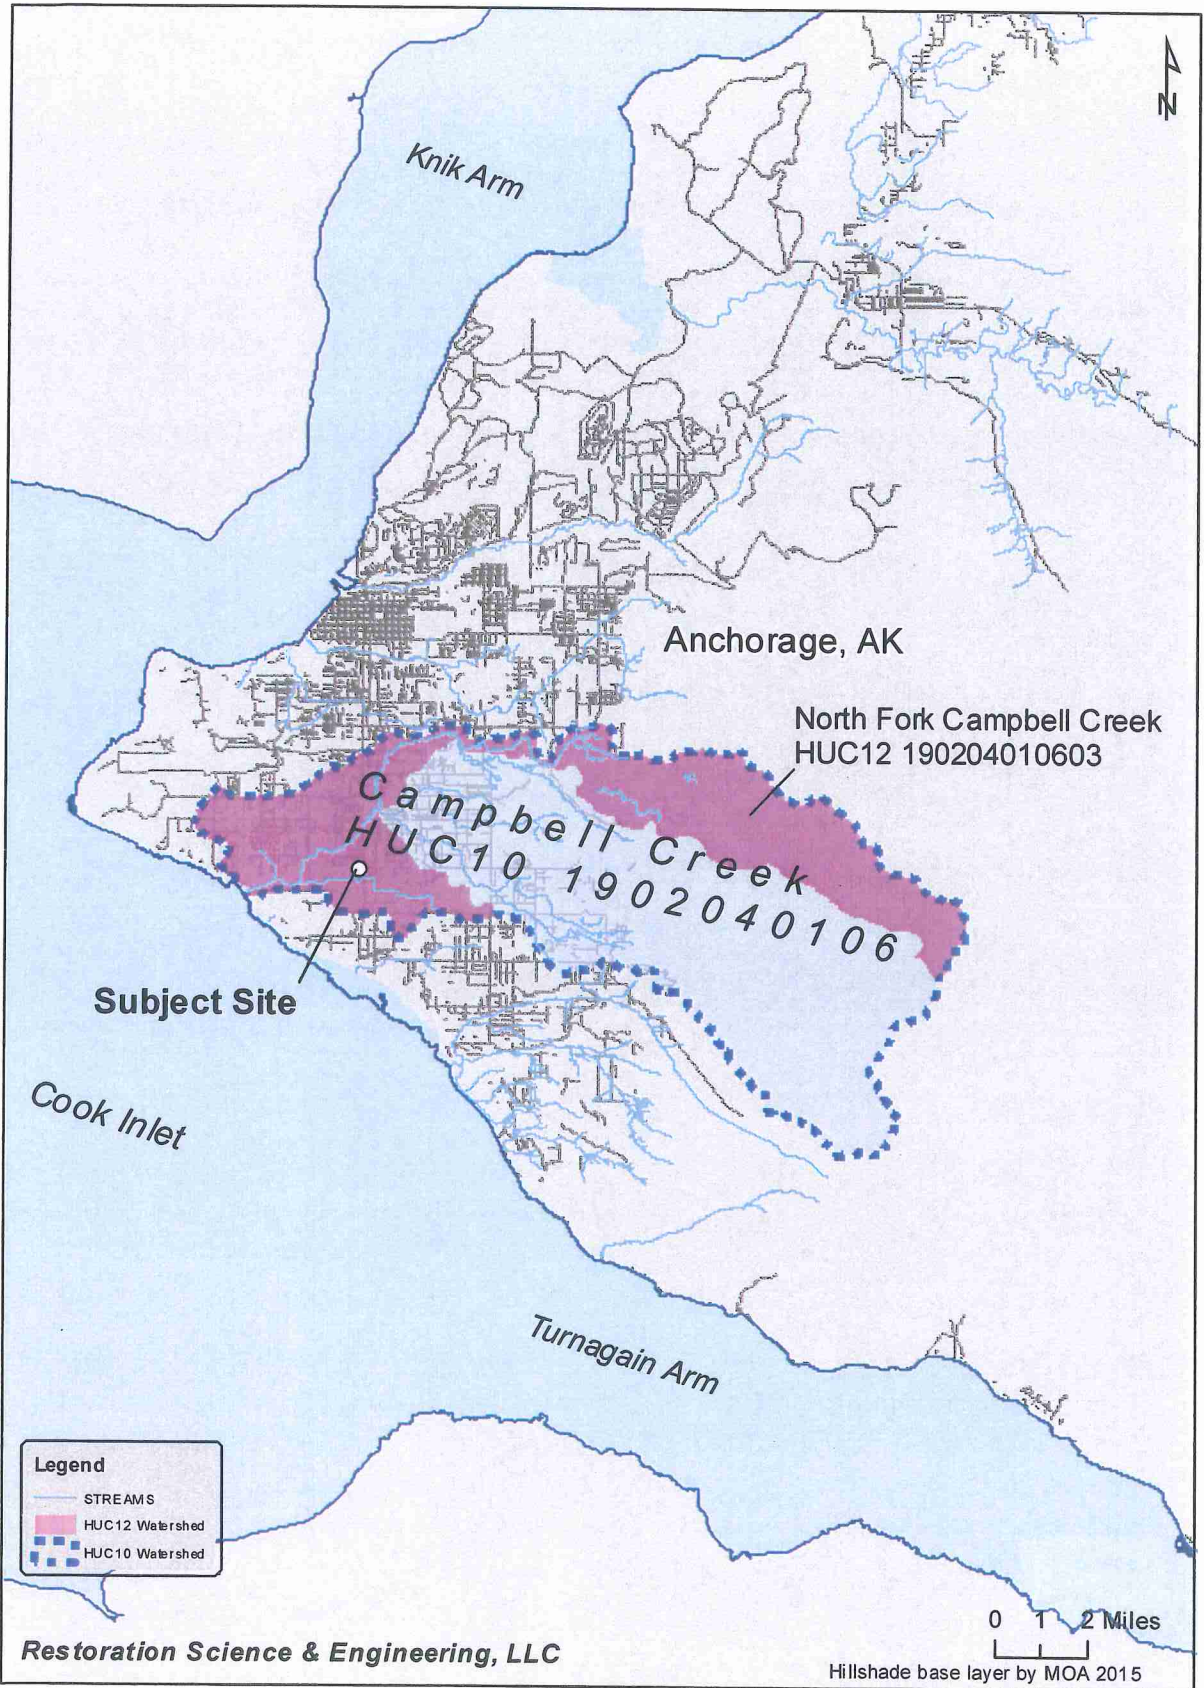 N
Knik Arm
Anchorage, AK
North Fork Campbell Creek
HUC12 190204010603
Campbell Creek
HUC10 1902040106
Subject Site
Cook Inlet
Turnagain Arm
Legend
STREAMS
HUC12 Watershed
HUC10 Watershed
0 1 2 Miles
Restoration Science & Engineering, LLC
Hillshade base layer by MOA 2015